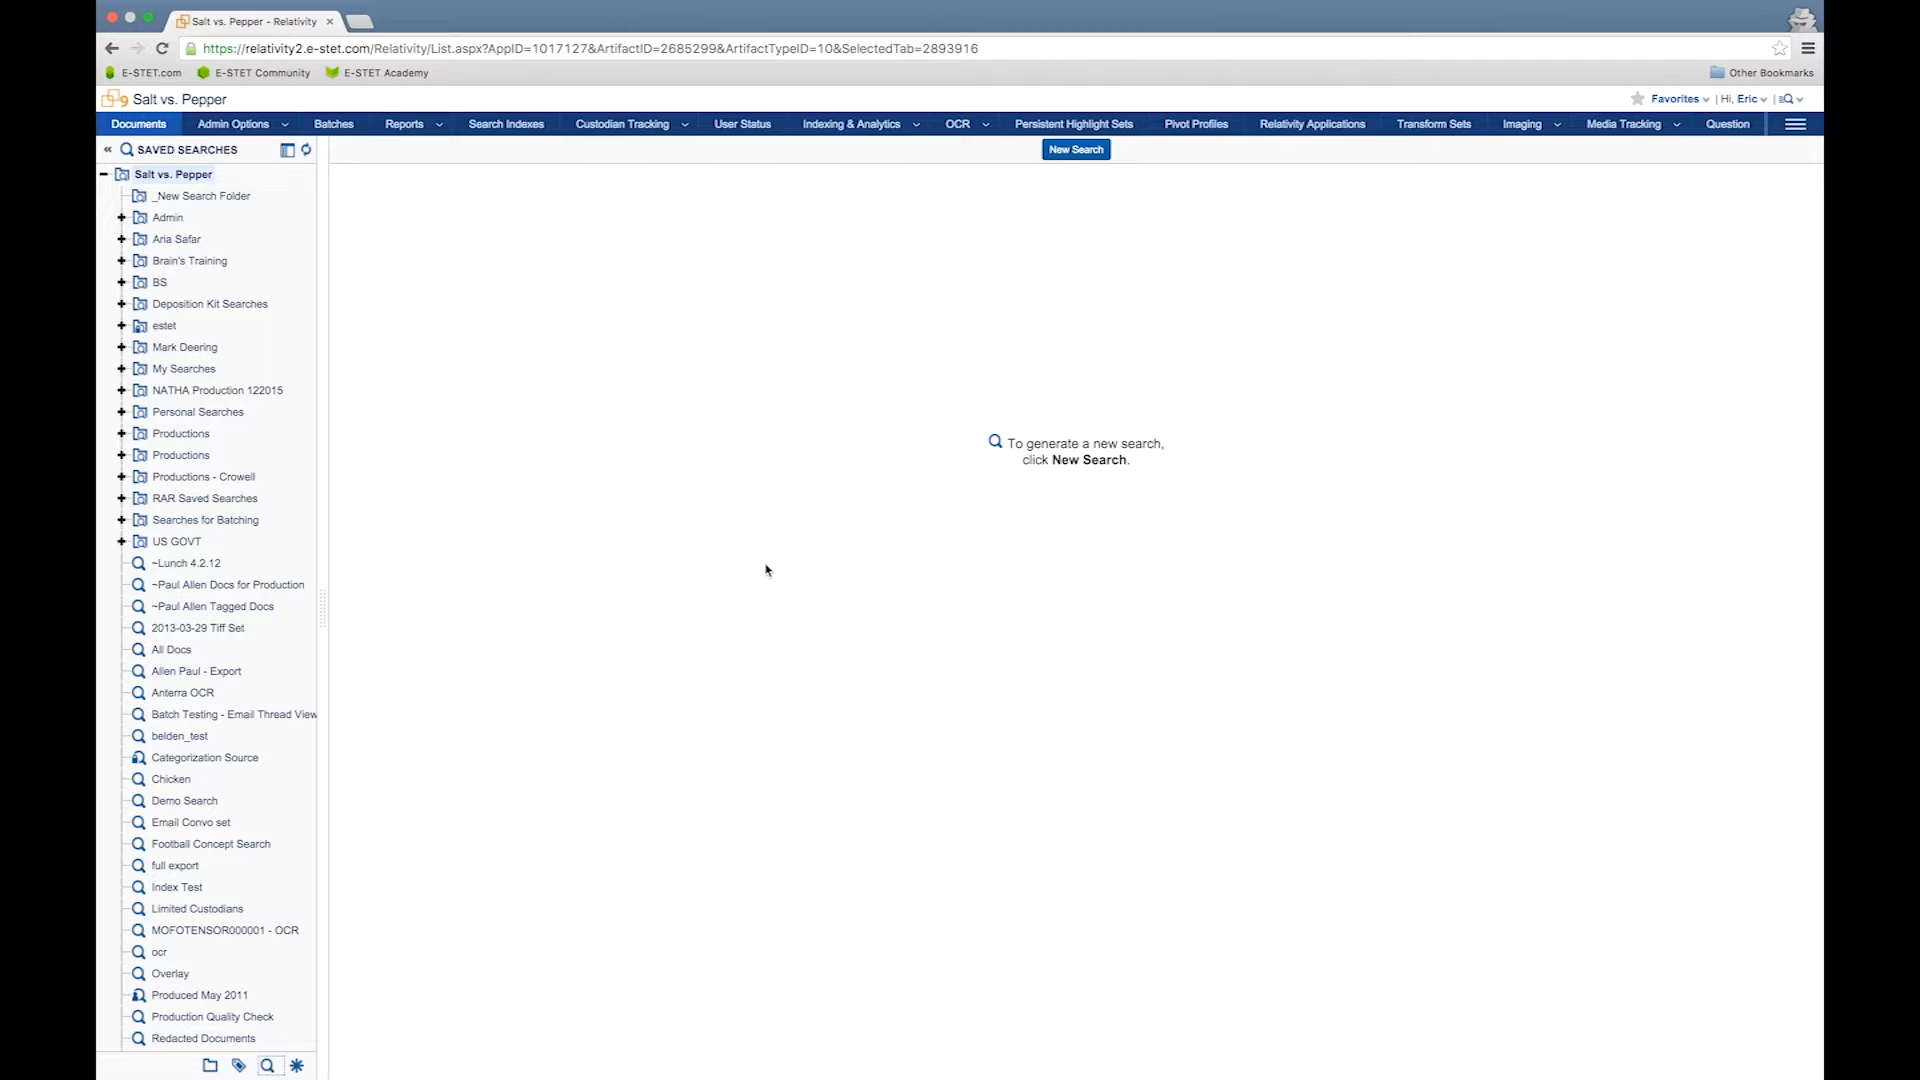 Salt vs. Pepper - Relativity
https://relativity2.e-stet.com/Relativity/List.aspx?AppID=1017127&ArtifactID=2685299&ArtifactTypeID=10&SelectedTab=2893916
E-STET.com E-STET Community E-STET Academy Other Bookmarks
9 Salt vs. Pepper Favorites | Hi, Eric |
Documents Admin Options Batches Reports Search Indexes Custodian Tracking User Status Indexing & Analytics OCR Persistent Highlight Sets Pivot Profiles Relativity Applications Transform Sets Imaging Media Tracking Question
« SAVED SEARCHES
New Search
Salt vs. Pepper
_New Search Folder
Admin
Aria Safar
Brain's Training
BS
Deposition Kit Searches
estet
Mark Deering
My Searches
NATHA Production 122015
Personal Searches
Productions
Productions
Productions - Crowell
RAR Saved Searches
Searches for Batching
US GOVT
~Lunch 4.2.12
~Paul Allen Docs for Production
~Paul Allen Tagged Docs
2013-03-29 Tiff Set
All Docs
Allen Paul - Export
Anterra OCR
Batch Testing - Email Thread View
belden_test
Categorization Source
Chicken
Demo Search
Email Convo set
Football Concept Search
full export
Index Test
Limited Custodians
MOFOTENSOR000001 - OCR
ocr
Overlay
Produced May 2011
Production Quality Check
Redacted Documents
To generate a new search,
click New Search.